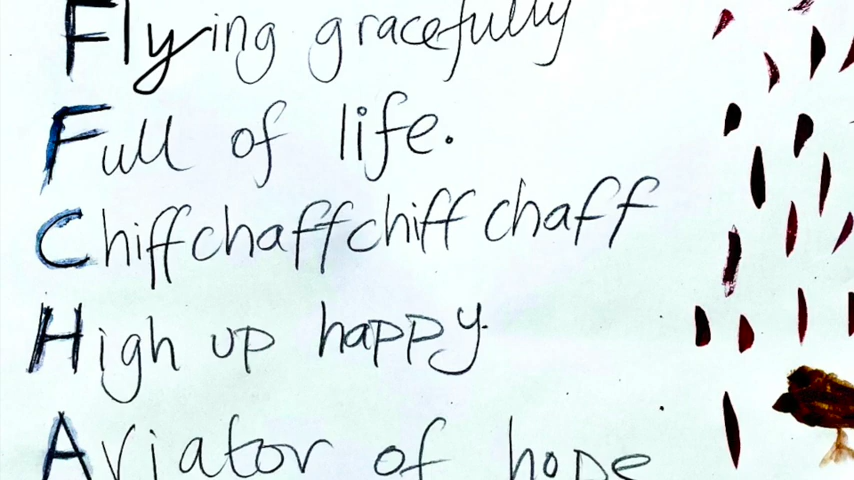 Flying gracefully
Full of life.
Chiffchaffchiff chaff
High up happy.
Aviator of hope